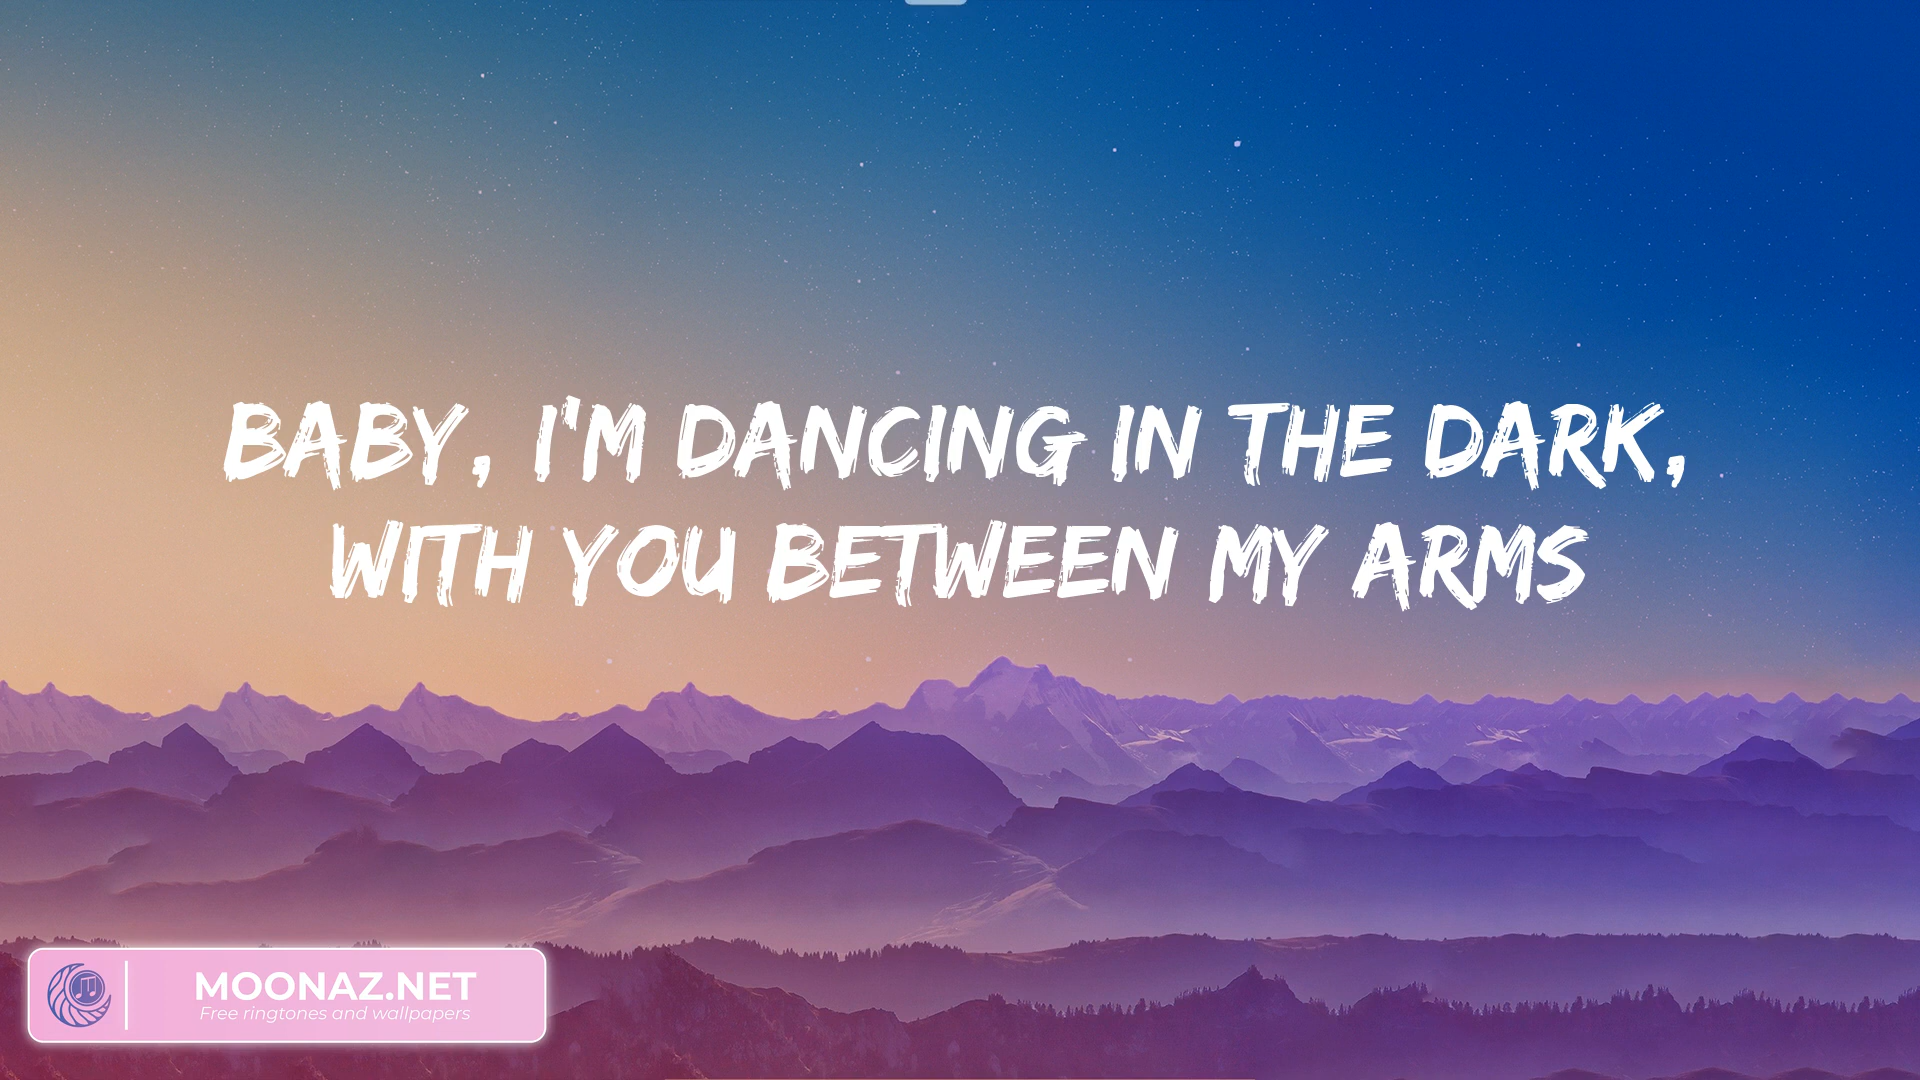 BABY, I'M DANCING IN THE DARK,
WITH YOU BETWEEN MY ARMS
MOONAZ.NET
Free ringtones and wallpapers